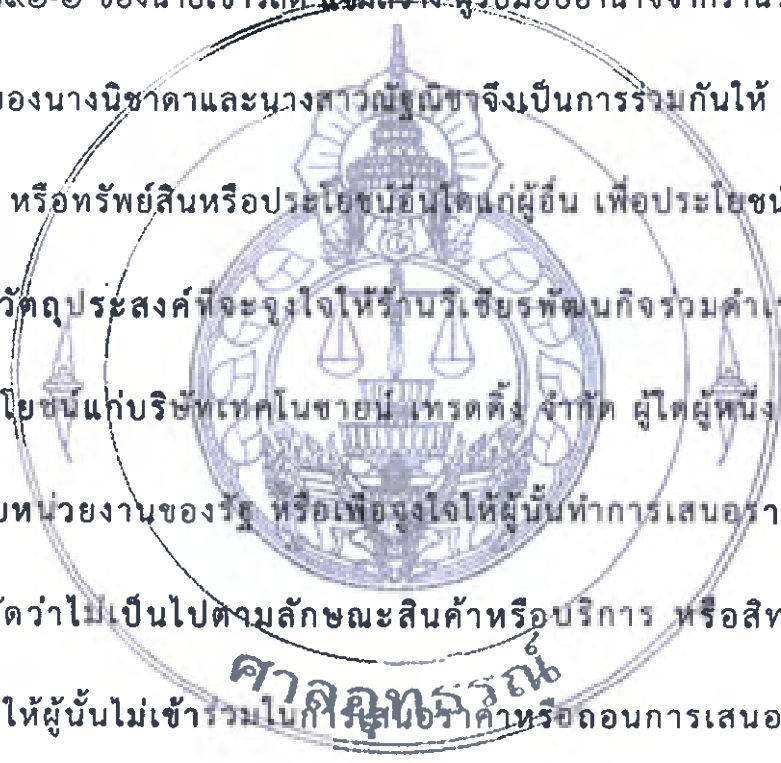 ของนางนิชาดาและนางสาวณัฐณิชาจึงเป็นการร่วมกันให้
หรือทรัพย์สินหรือประโยชน์อื่นใดแก่ผู้อื่น เพื่อประโยชน์
วัตถุประสงค์ที่จะจูงใจให้ร้านวิเชียรพัฒนกิจร่วมดำเ
โยชน์แก่บริษัทเทคโนซายน์ เทรดดิ้ง จำกัด ผู้ใดผู้หนึ่ง
บหน่วยงานของรัฐ หรือเพื่อจูงใจให้ผู้นั้นทำการเสนอรา
ัดว่าไม่เป็นไปตามลักษณะสินค้าหรือบริการ หรือสิท
ศาลอุทธรณ์
ให้ผู้นั้นไม่เข้าร่วมในการเสนอราคาหรือถอนการเสนอ